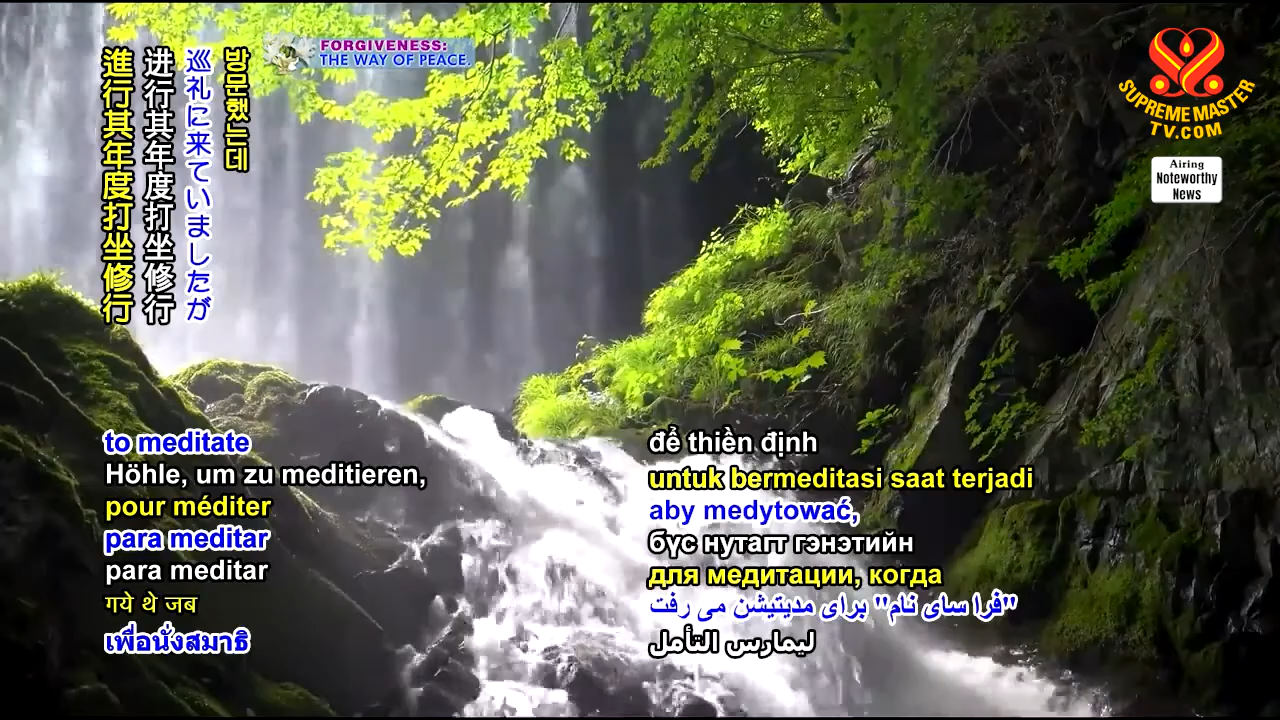 FORGIVENESS:
THE WAY OF PEACE.
SUPREME MASTER
TV.COM
Airing
Noteworthy
News
방문했는데
巡礼に来ていましたが
进行其年度打坐修行
進行其年度打坐修行
to meditate
Höhle, um zu meditieren,
pour méditer
para meditar
para meditar
गये थे जब
เพื่อนั่งสมาธิ
để thiền định
untuk bermeditasi saat terjadi
aby medytować,
бүс нутагт гэнэтийн
для медитации, когда
"فرا سای نام" برای مدیتیشن می رفت
ليمارس التأمل